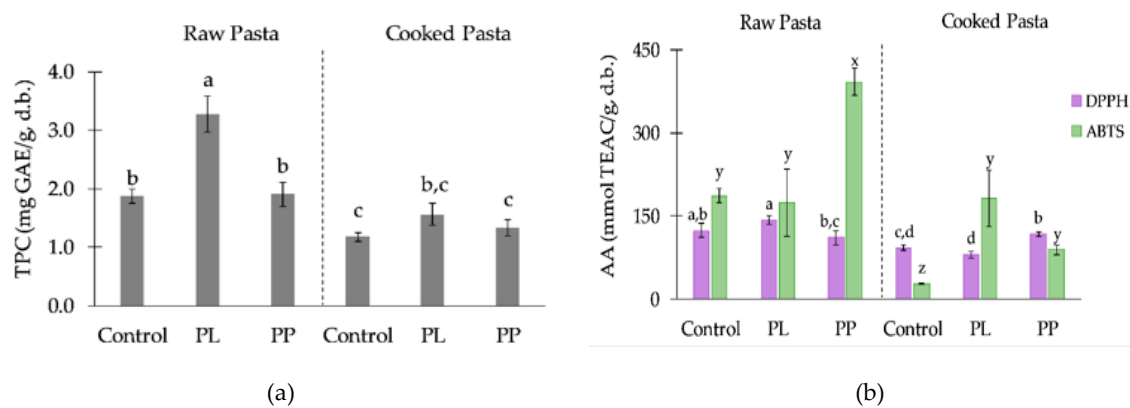 Raw Pasta
Cooked Pasta
TPC (mg GAE/g, d.b.)
4.0
3.0
2.0
1.0
0.0
b
a
b
c
b,c
c
Control
PL
PP
Control
PL
PP
(a)
Raw Pasta
Cooked Pasta
AA (mmol TEAC/g, d.b.)
450
300
150
0
a,b
y
a
y
b,c
x
c,d
z
d
y
b
y
DPPH
ABTS
Control
PL
PP
Control
PL
PP
(b)